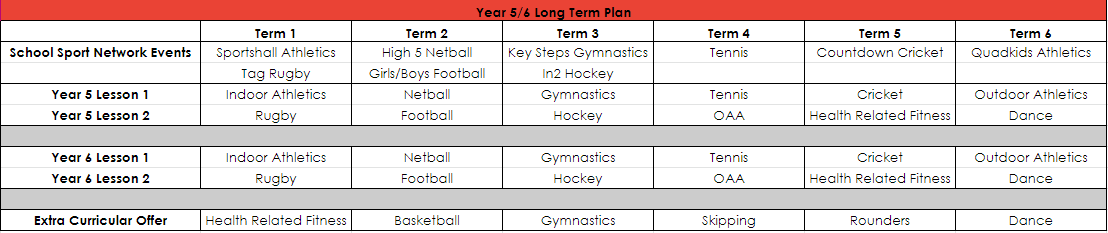 Year 5/6 Long Term Plan
Term 1 Term 2 Term 3 Term 4 Term 5 Term 6
School Sport Network Events Sportshall Athletics High 5 Netball Key Steps Gymnastics Tennis Countdown Cricket Quadkids Athletics
Tag Rugby Girls/Boys Football In2 Hockey
Year 5 Lesson 1 Indoor Athletics Netball Gymnastics Tennis Cricket Outdoor Athletics
Year 5 Lesson 2 Rugby Football Hockey OAA Health Related Fitness Dance
Year 6 Lesson 1 Indoor Athletics Netball Gymnastics Tennis Cricket Outdoor Athletics
Year 6 Lesson 2 Rugby Football Hockey OAA Health Related Fitness Dance
Extra Curricular Offer Health Related Fitness Basketball Gymnastics Skipping Rounders Dance